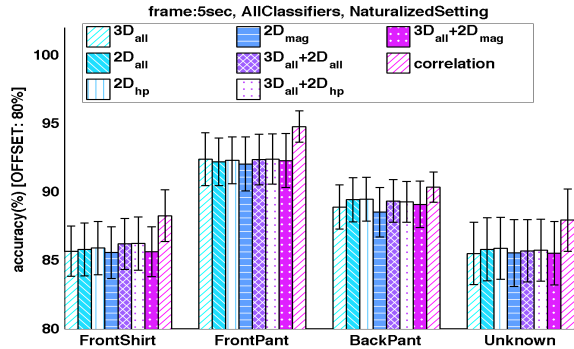 frame:5sec, AllClassifiers, NaturalizedSetting
3D_all 2D_mag 3D_all+2D_mag
2D_all 3D_all+2D_all correlation
2D_hp 3D_all+2D_hp
accuracy(%) [OFFSET: 80%]
100
95
90
85
80
FrontShirt FrontPant BackPant Unknown